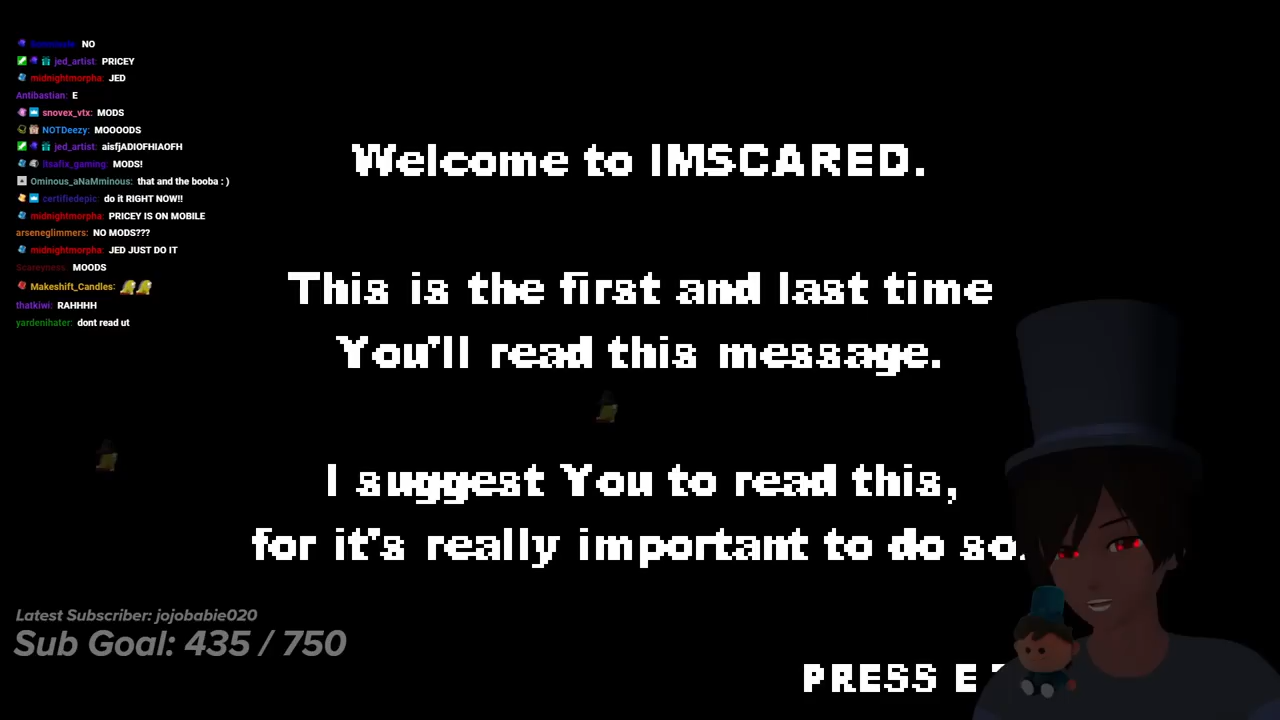 NO
jed_artist: PRICEY
midnightmorpha: JED
Antibastian: E
snovex_vtx: MODS
NOTDeezy: MOOOODS
jed_artist: aisfjADIOFHIAOFH
MODS!
Ominous_aNaMminous: that and the booba : )
certifiedepic: do it RIGHT NOW!!
midnightmorpha: PRICEY IS ON MOBILE
arseneglimmers: NO MODS???
midnightmorpha: JED JUST DO IT
Scareyness: MOODS
Makeshift_Candles:
thatkiwi: RAHHHH
yardenihater: dont read ut
Welcome to IMSCARED.
This is the first and last time
You'll read this message.
I suggest You to read this,
for it's really important to do so.
Latest Subscriber: jojobabie020
Sub Goal: 435 / 750
PRESS E